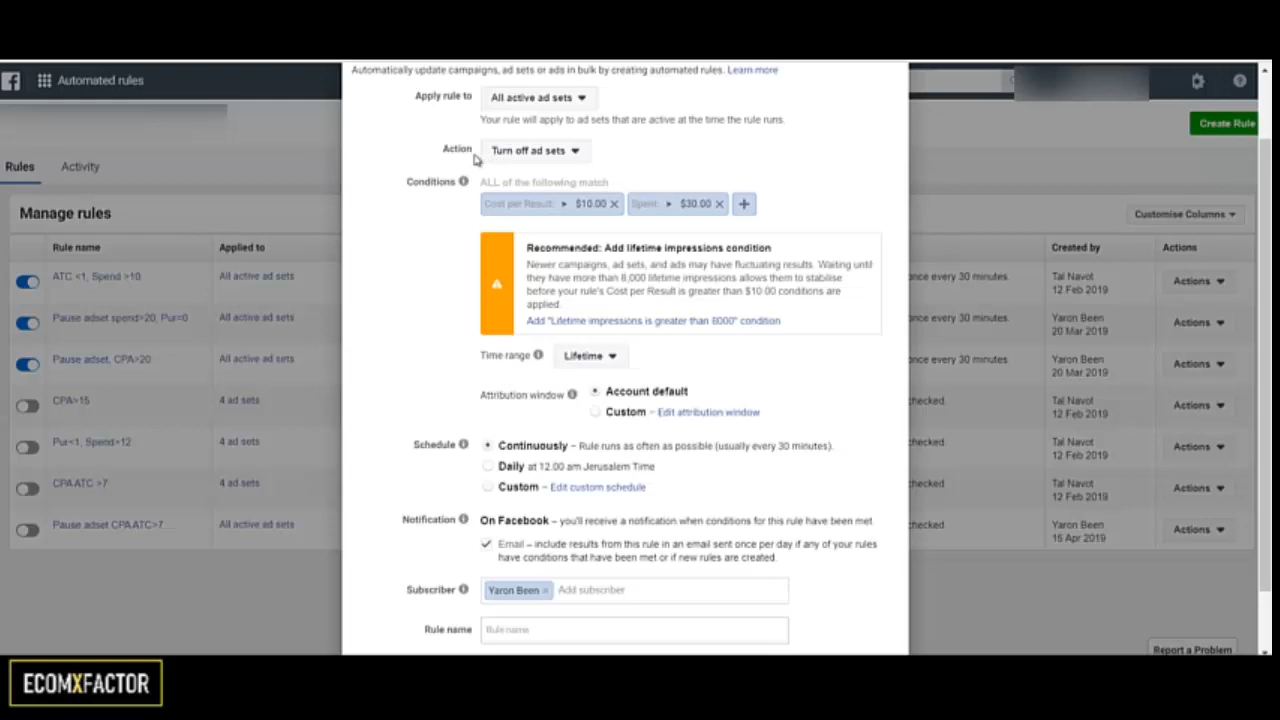 Automatically update campaigns, ad sets or ads in bulk by creating automated rules. Learn more
Automated rules
Apply rule to All active ad sets
Your rule will apply to ad sets that are active at the time the rule runs.
Create Rule
Action Turn off ad sets
Rules Activity
Conditions ALL of the following match
Cost per Result: > $10.00 × Spent: > $30.00 × +
Manage rules
Customise Columns
Rule name Applied to Created by Actions
Recommended: Add lifetime impressions condition
Newer campaigns, ad sets, and ads may have fluctuating results. Waiting until
they have more than 8,000 lifetime impressions allows them to stabilise
before your rule's Cost per Result is greater than $10.00 conditions are
applied.
Add "Lifetime impressions is greater than 8000" condition
ATC <1, Spend >10 All active ad sets once every 30 minutes. Tal Navot
12 Feb 2019 Actions
Pause adset spend>20, Pur=0 All active ad sets once every 30 minutes. Yaron Been
20 Mar 2019 Actions
Pause adset, CPA>20 All active ad sets once every 30 minutes. Yaron Been
20 Mar 2019 Actions
CPA>15 4 ad sets checked. Tal Navot
12 Feb 2019 Actions
Pur<1, Spend>12 4 ad sets checked. Tal Navot
12 Feb 2019 Actions
CPA ATC >7 4 ad sets checked. Tal Navot
12 Feb 2019 Actions
Pause adset CPA ATC>7.... All active ad sets checked. Yaron Been
15 Apr 2019 Actions
Time range Lifetime
Attribution window Account default
Custom – Edit attribution window
Schedule Continuously – Rule runs as often as possible (usually every 30 minutes).
Daily at 12.00 am Jerusalem Time
Custom – Edit custom schedule
Notification On Facebook – you'll receive a notification when conditions for this rule have been met
Email – include results from this rule in an email sent once per day if any of your rules
have conditions that have been met or if new rules are created.
Subscriber Yaron Been × Add subscriber
Rule name Rule name
Report a Problem
ECOMXFACTOR